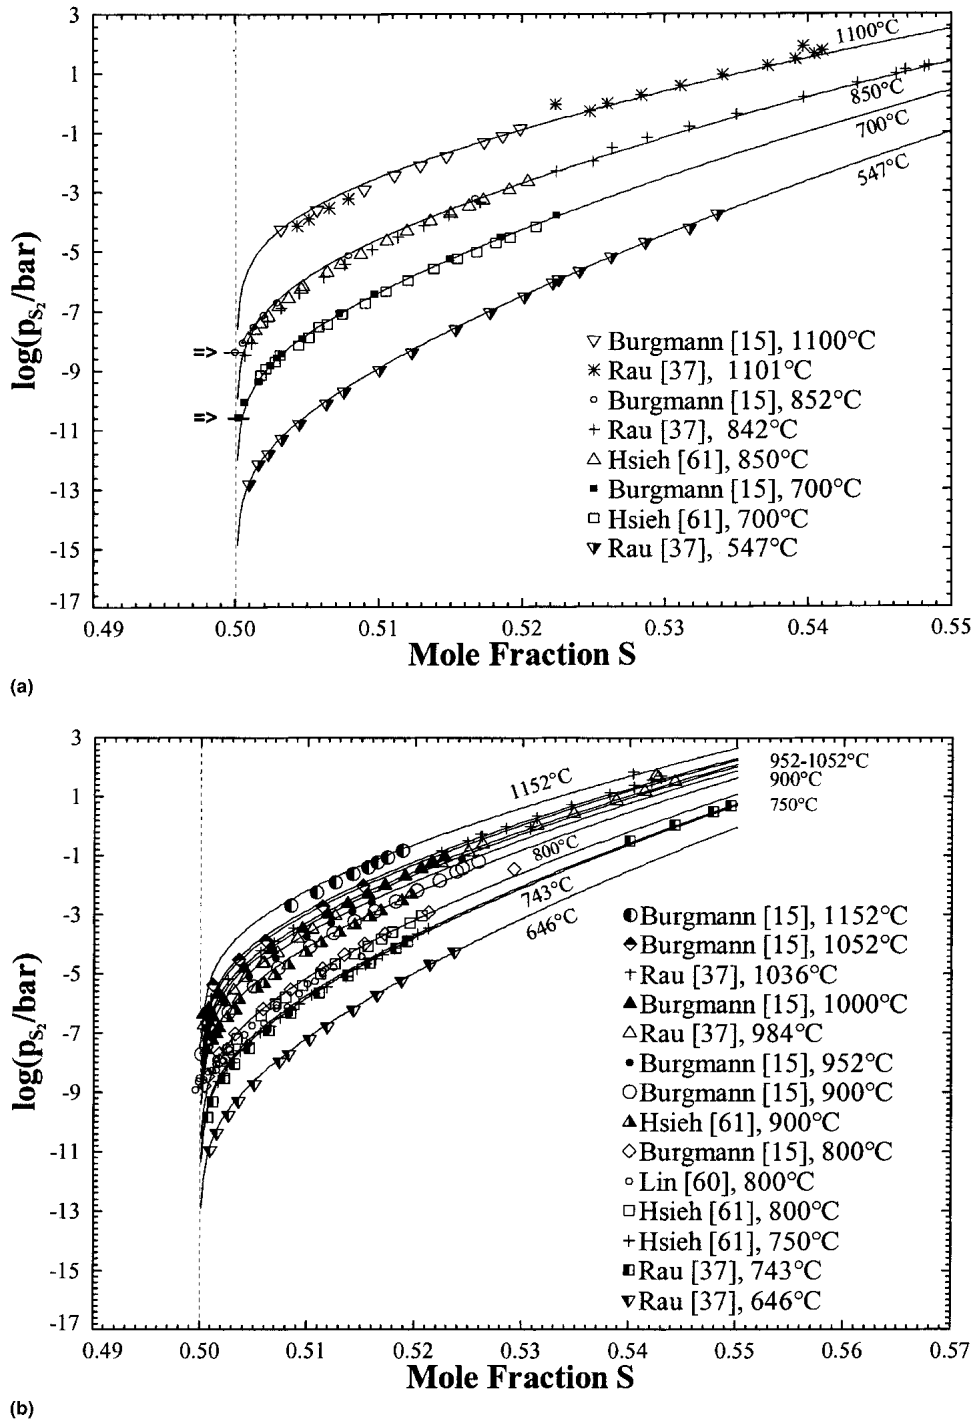 3
1
-1
-3
-5
-7
-9
-11
-13
-15
-17
log(pS₂/bar)
1100°C
850°C
700°C
547°C
=>
=>
▽ Burgmann [15], 1100°C
✳ Rau [37], 1101°C
○ Burgmann [15], 852°C
+ Rau [37], 842°C
△ Hsieh [61], 850°C
■ Burgmann [15], 700°C
□ Hsieh [61], 700°C
Rau [37], 547°C
0.49 0.50 0.51 0.52 0.53 0.54 0.55
Mole Fraction S
(a)
3
1
-1
-3
-5
-7
-9
-11
-13
-15
-17
log(pS₂/bar)
1152°C
952-1052°C
900°C
750°C
800°C
743°C
646°C
Burgmann [15], 1152°C
Burgmann [15], 1052°C
+ Rau [37], 1036°C
▲ Burgmann [15], 1000°C
△ Rau [37], 984°C
● Burgmann [15], 952°C
○ Burgmann [15], 900°C
Hsieh [61], 900°C
◇ Burgmann [15], 800°C
○ Lin [60], 800°C
□ Hsieh [61], 800°C
+ Hsieh [61], 750°C
Rau [37], 743°C
Rau [37], 646°C
0.49 0.50 0.51 0.52 0.53 0.54 0.55 0.56 0.57
Mole Fraction S
(b)